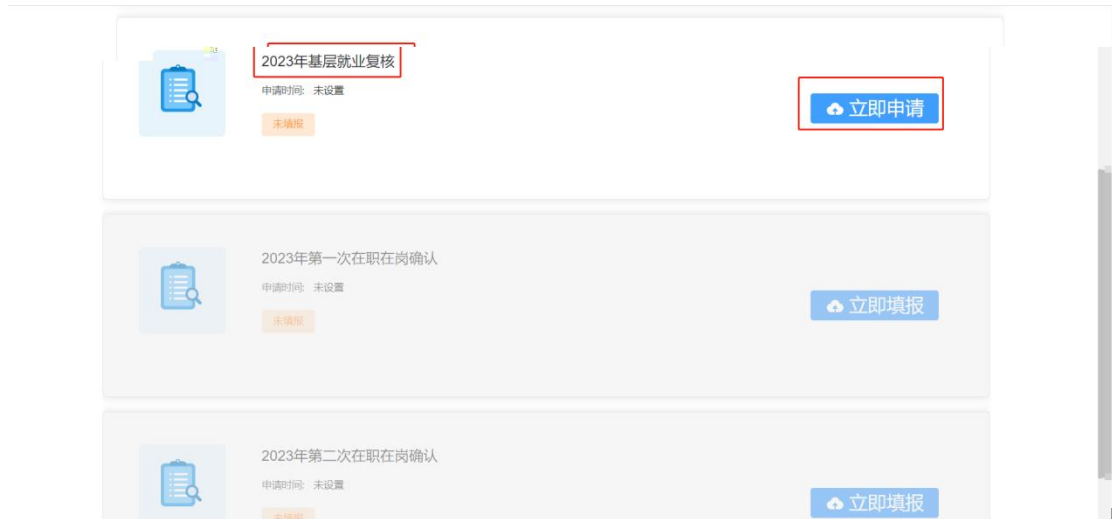 2023年基层就业复核
申请时间: 未设置
未填报
立即申请
2023年第一次在职在岗确认
申请时间: 未设置
未填报
立即填报
2023年第二次在职在岗确认
申请时间: 未设置
未填报
立即填报